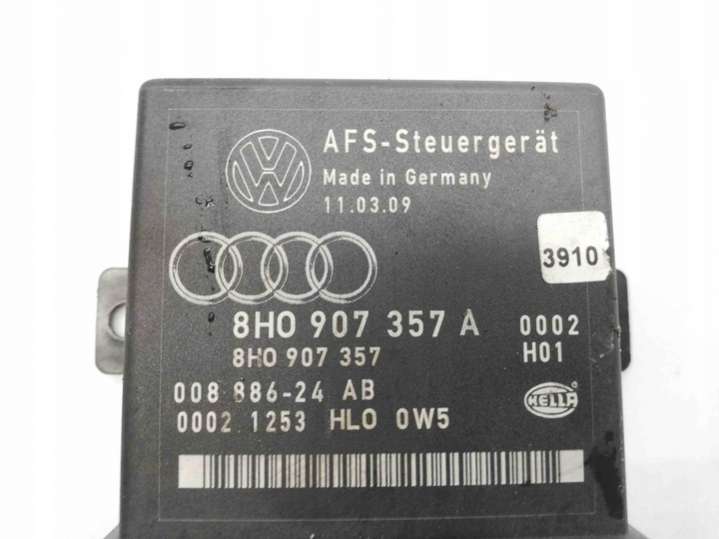 AFS-Steuergerät
Made in Germany
11.03.09
3910
8H0 907 357 A 0002
8H0 907 357 H01
008 886-24 AB
0002 1253 HL0 0W5
HELLA